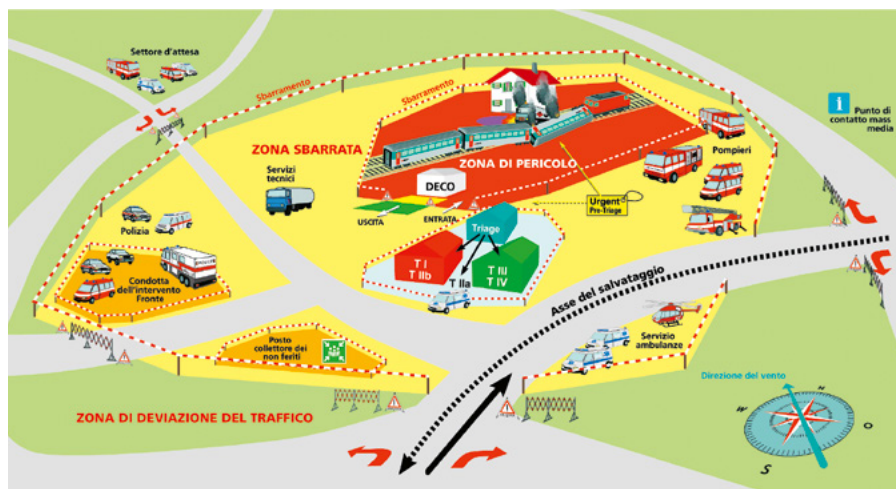 Settore d'attesa
Sbarramento
Sbarramento
i
Punto di
contatto mass
media
ZONA SBARRATA
ZONA DI PERICOLO
Pompieri
Servizi
tecnici
DECO
Urgent
Pre-Triage
USCITA
ENTRATA
Polizia
Triage
T I
T IIb
T III
T IV
T IIa
Condotta
dell'intervento
Fronte
Asse del salvataggio
Posto
collettore dei
non feriti
Servizio
ambulanze
Direzione del vento
ZONA DI DEVIAZIONE DEL TRAFFICO
N
W
O
S